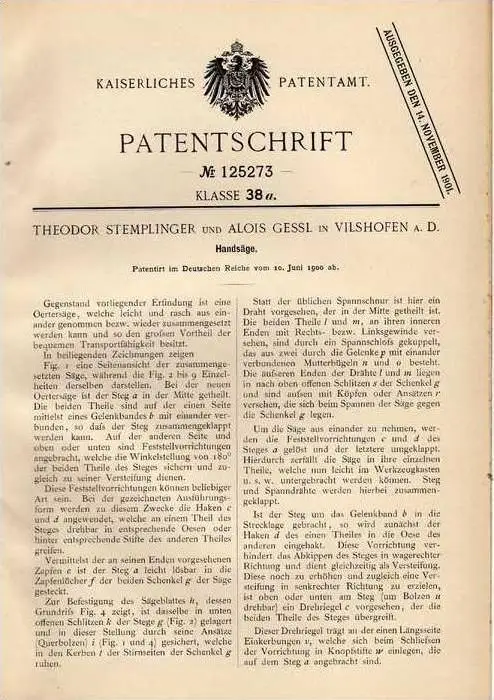 KAISERLICHES PATENTAMT.
AUSGEGEBEN DEN 14. NOVEMBER 1901.
PATENTSCHRIFT
— № 125273 —
KLASSE 38a.
THEODOR STEMPLINGER UND ALOIS GESSL IN VILSHOFEN A. D.
Handsäge.
Patentirt im Deutschen Reiche vom 10. Juni 1900 ab.
Gegenstand vorliegender Erfindung ist eine
Oertersäge, welche leicht und rasch aus ein-
ander genommen bezw. wieder zusammengesetzt
werden kann und so den großen Vortheil der
bequemen Transportfähigkeit besitzt.
In beiliegenden Zeichnungen zeigen
Fig. 1 eine Seitenansicht der zusammenge-
setzten Säge, während die Fig. 2 bis 9 Einzel-
heiten derselben darstellen. Bei der neuen
Oertersäge ist der Steg a in der Mitte getheilt.
Die beiden Theile sind auf der einen Seite
mittelst eines Gelenkbandes b mit einander ver-
bunden, so daß der Steg zusammengeklappt
werden kann. Auf der anderen Seite und
oben oder unten sind Feststellvorrichtungen
angebracht, welche die Winkelstellung von 180°
der beiden Theile des Steges sichern und zu-
gleich zu seiner Versteifung dienen.
Diese Feststellvorrichtungen können beliebiger
Art sein. Bei der gezeichneten Ausführungs-
form werden zu diesem Zwecke die Haken c
und d angewendet, welche an einem Theil des
Steges drehbar in entsprechende Oesen oder
hinter entsprechende Stifte des anderen Theiles
greifen.
Vermittelst der an seinen Enden vorgesehenen
Zapfen e ist der Steg a leicht lösbar in die
Zapfenlöcher f der beiden Schenkel g der Säge
gesteckt.
Zur Befestigung des Sägeblattes h, dessen
Grundriß Fig. 4 zeigt, ist dasselbe in unten
offenen Schlitzen k der Stege g (Fig. 2) gelagert
und in dieser Stellung durch seine Ansätze
(Querbolzen) i (Fig. 1 und 4) gesichert, welche
in den Kerben l der Stirnseiten der Schenkel g
ruhen.
Statt der üblichen Spannschnur ist hier ein
Draht vorgesehen, der in der Mitte getheilt ist.
Die beiden Theile l und m, an ihren inneren
Enden mit Rechts- bezw. Linksgewinde ver-
sehen, sind durch ein Spannschloß gekuppelt,
das aus zwei durch die Gelenke p mit einander
verbundenen Mutterbügeln n und o besteht.
Die äußeren Enden der Drähte l und m liegen
in nach oben offenen Schlitzen s der Schenkel g
und sind außen mit Köpfen oder Ansätzen r
versehen, die sich beim Spannen der Säge gegen
die Schenkel g legen.
Um die Säge aus einander zu nehmen, wer-
den die Feststellvorrichtungen c und d des
Steges a gelöst und der letztere umgeklappt.
Hierdurch zerfällt die Säge in ihre einzelnen
Theile, welche nun leicht im Werkzeugkasten
u. s. w. untergebracht werden können. Steg
und Spanndrähte werden hierbei zusammen-
geklappt.
Ist der Steg um das Gelenkband b in die
Strecklage gebracht, so wird zunächst der
Haken d des einen Theiles in die Oese des
anderen eingehakt. Diese Vorrichtung ver-
hindert das Abkippen des Steges in wagerechter
Richtung und dient gleichzeitig als Versteifung.
Diese noch zu erhöhen und zugleich eine Ver-
steifung in senkrechter Richtung zu erzielen,
ist oben oder unten am Steg (um Bolzen u
drehbar) ein Drehriegel c vorgesehen, der die
beiden Theile des Steges übergreift.
Dieser Drehriegel trägt an der einen Längsseite
Einkerbungen v, welche sich beim Schließen
der Vorrichtung in Knopfstifte w einlegen, die
auf dem Steg a angebracht sind.